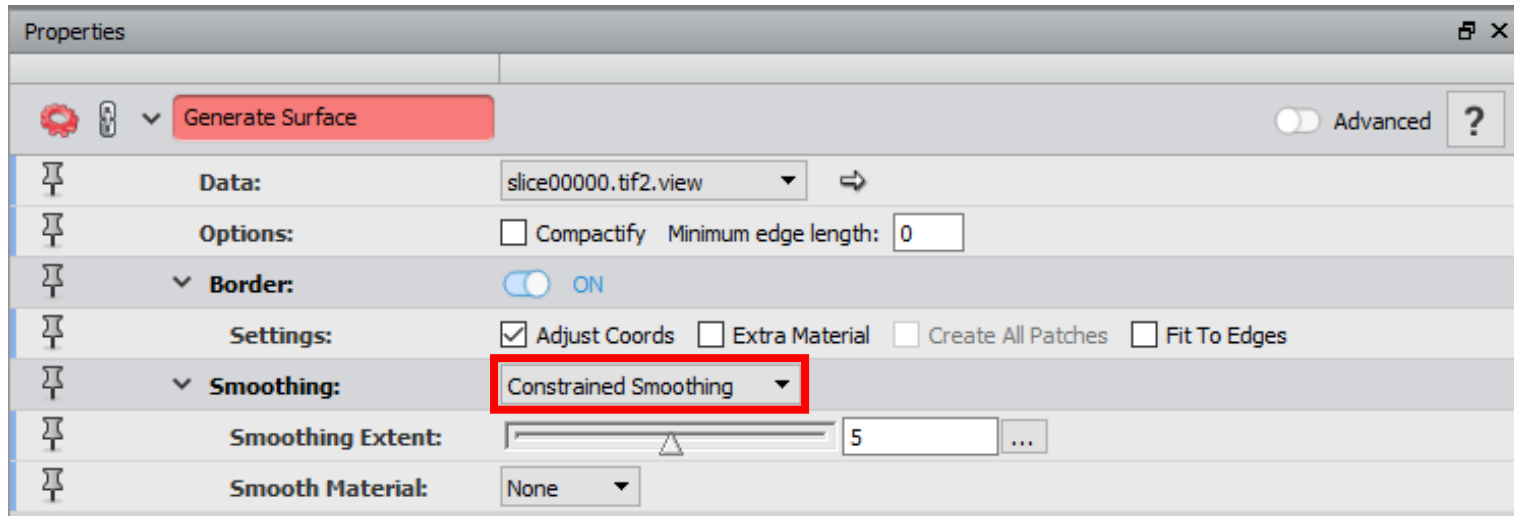 Properties
Generate Surface Advanced ?
Data: slice00000.tif2.view
Options: Compactify Minimum edge length: 0
Border: ON
Settings: Adjust Coords Extra Material Create All Patches Fit To Edges
Smoothing: Constrained Smoothing
Smoothing Extent: 5 ...
Smooth Material: None